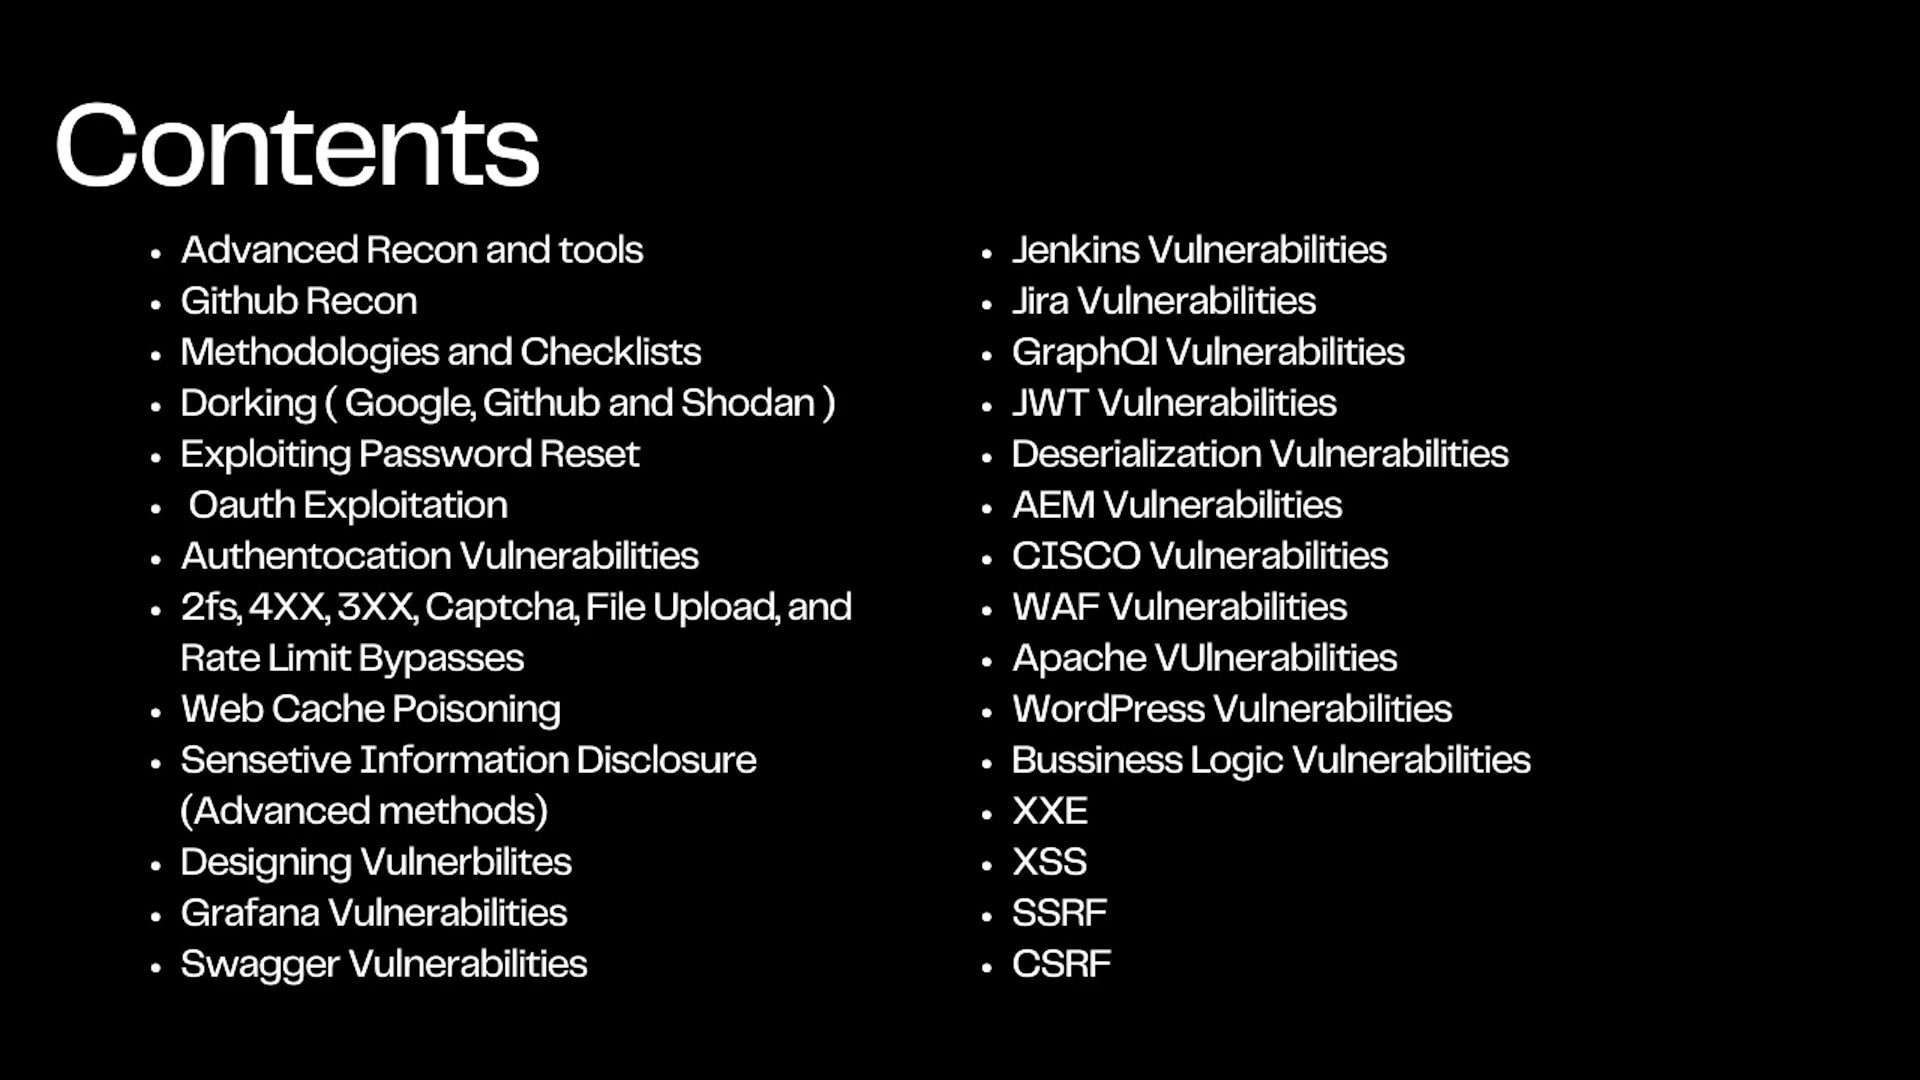 Contents
• Advanced Recon and tools
• Github Recon
• Methodologies and Checklists
• Dorking ( Google, Github and Shodan )
• Exploiting Password Reset
• Oauth Exploitation
• Authentocation Vulnerabilities
• 2fs, 4XX, 3XX, Captcha, File Upload, and
Rate Limit Bypasses
• Web Cache Poisoning
• Sensetive Information Disclosure
(Advanced methods)
• Designing Vulnerbilites
• Grafana Vulnerabilities
• Swagger Vulnerabilities
• Jenkins Vulnerabilities
• Jira Vulnerabilities
• GraphQl Vulnerabilities
• JWT Vulnerabilities
• Deserialization Vulnerabilities
• AEM Vulnerabilities
• CISCO Vulnerabilities
• WAF Vulnerabilities
• Apache VUlnerabilities
• WordPress Vulnerabilities
• Bussiness Logic Vulnerabilities
• XXE
• XSS
• SSRF
• CSRF